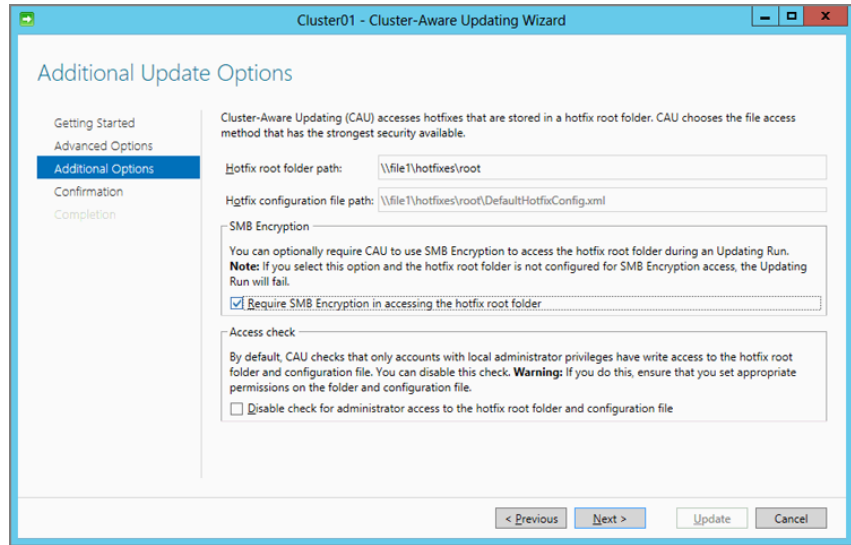 Cluster01 - Cluster-Aware Updating Wizard
Additional Update Options
Getting Started
Advanced Options
Additional Options
Confirmation
Completion
Cluster-Aware Updating (CAU) accesses hotfixes that are stored in a hotfix root folder. CAU chooses the file access
method that has the strongest security available.
Hotfix root folder path: \\file1\hotfixes\root
Hotfix configuration file path: \\file1\hotfixes\root\DefaultHotfixConfig.xml
SMB Encryption
You can optionally require CAU to use SMB Encryption to access the hotfix root folder during an Updating Run.
Note: If you select this option and the hotfix root folder is not configured for SMB Encryption access, the Updating
Run will fail.
Require SMB Encryption in accessing the hotfix root folder
Access check
By default, CAU checks that only accounts with local administrator privileges have write access to the hotfix root
folder and configuration file. You can disable this check. Warning: If you do this, ensure that you set appropriate
permissions on the folder and configuration file.
Disable check for administrator access to the hotfix root folder and configuration file
< Previous
Next >
Update
Cancel